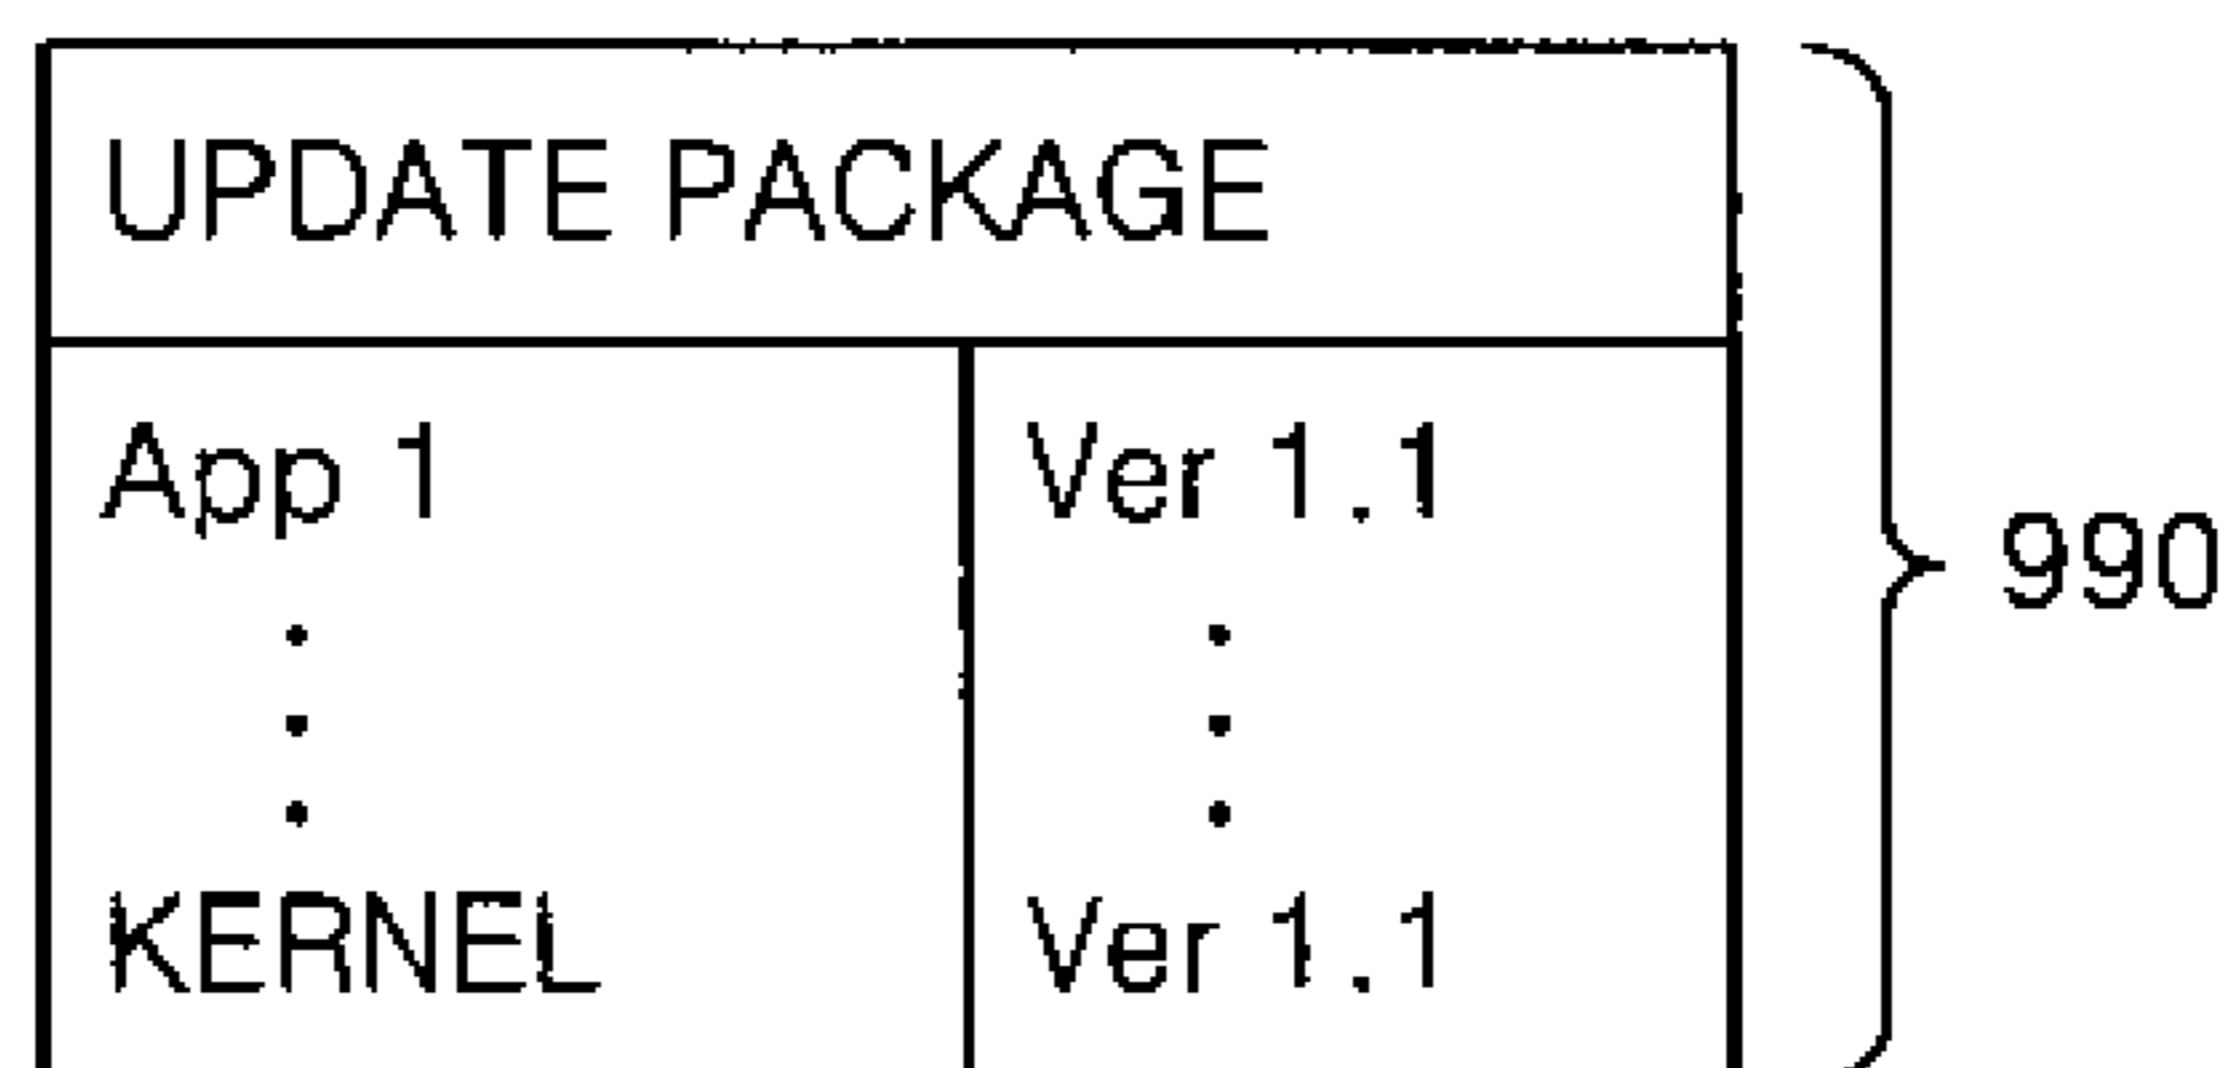 UPDATE PACKAGE
App 1 Ver 1.1
990
KERNEL Ver 1.1